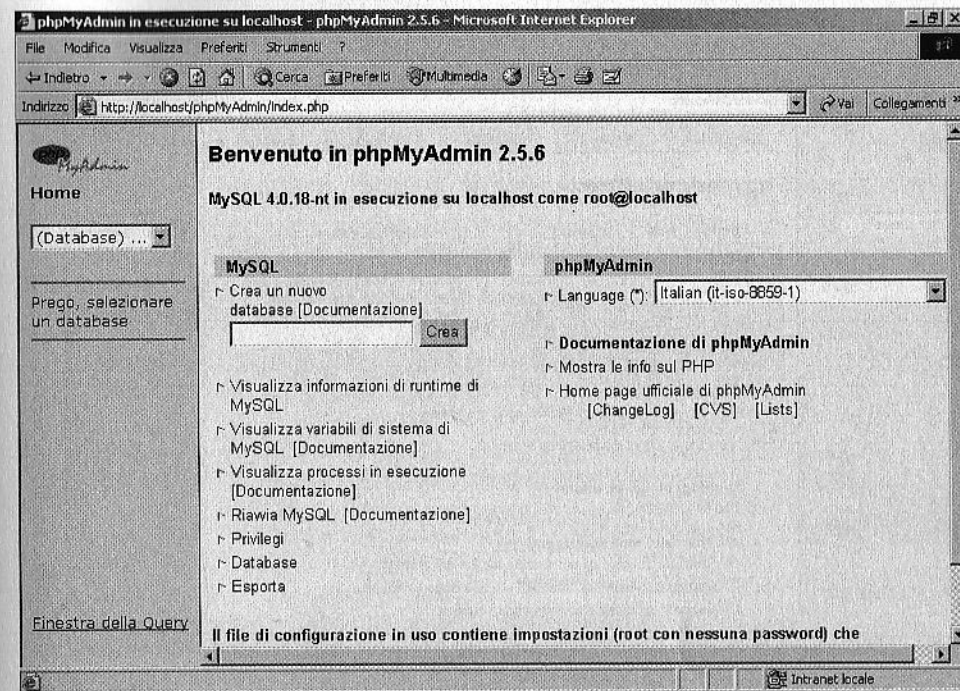 phpMyAdmin in esecuzione su localhost - phpMyAdmin 2.5.6 - Microsoft Internet Explorer
File Modifica Visualizza Preferiti Strumenti ?
Indietro Cerca Preferiti Multimedia
Indirizzo http://localhost/phpMyAdmin/index.php Vai Collegamenti »
php
MyAdmin
Home
(Database) ...
Prego, selezionare
un database
Finestra della Query
Benvenuto in phpMyAdmin 2.5.6
MySQL 4.0.18-nt in esecuzione su localhost come root@localhost
MySQL
Crea un nuovo
database [Documentazione]
Crea
Visualizza informazioni di runtime di
MySQL
Visualizza variabili di sistema di
MySQL [Documentazione]
Visualizza processi in esecuzione
[Documentazione]
Riavvia MySQL [Documentazione]
Privilegi
Database
Esporta
phpMyAdmin
Language (*): Italian (it-iso-8859-1)
Documentazione di phpMyAdmin
Mostra le info sul PHP
Home page ufficiale di phpMyAdmin
[ChangeLog] [CVS] [Lists]
Il file di configurazione in uso contiene impostazioni (root con nessuna password) che
Intranet locale